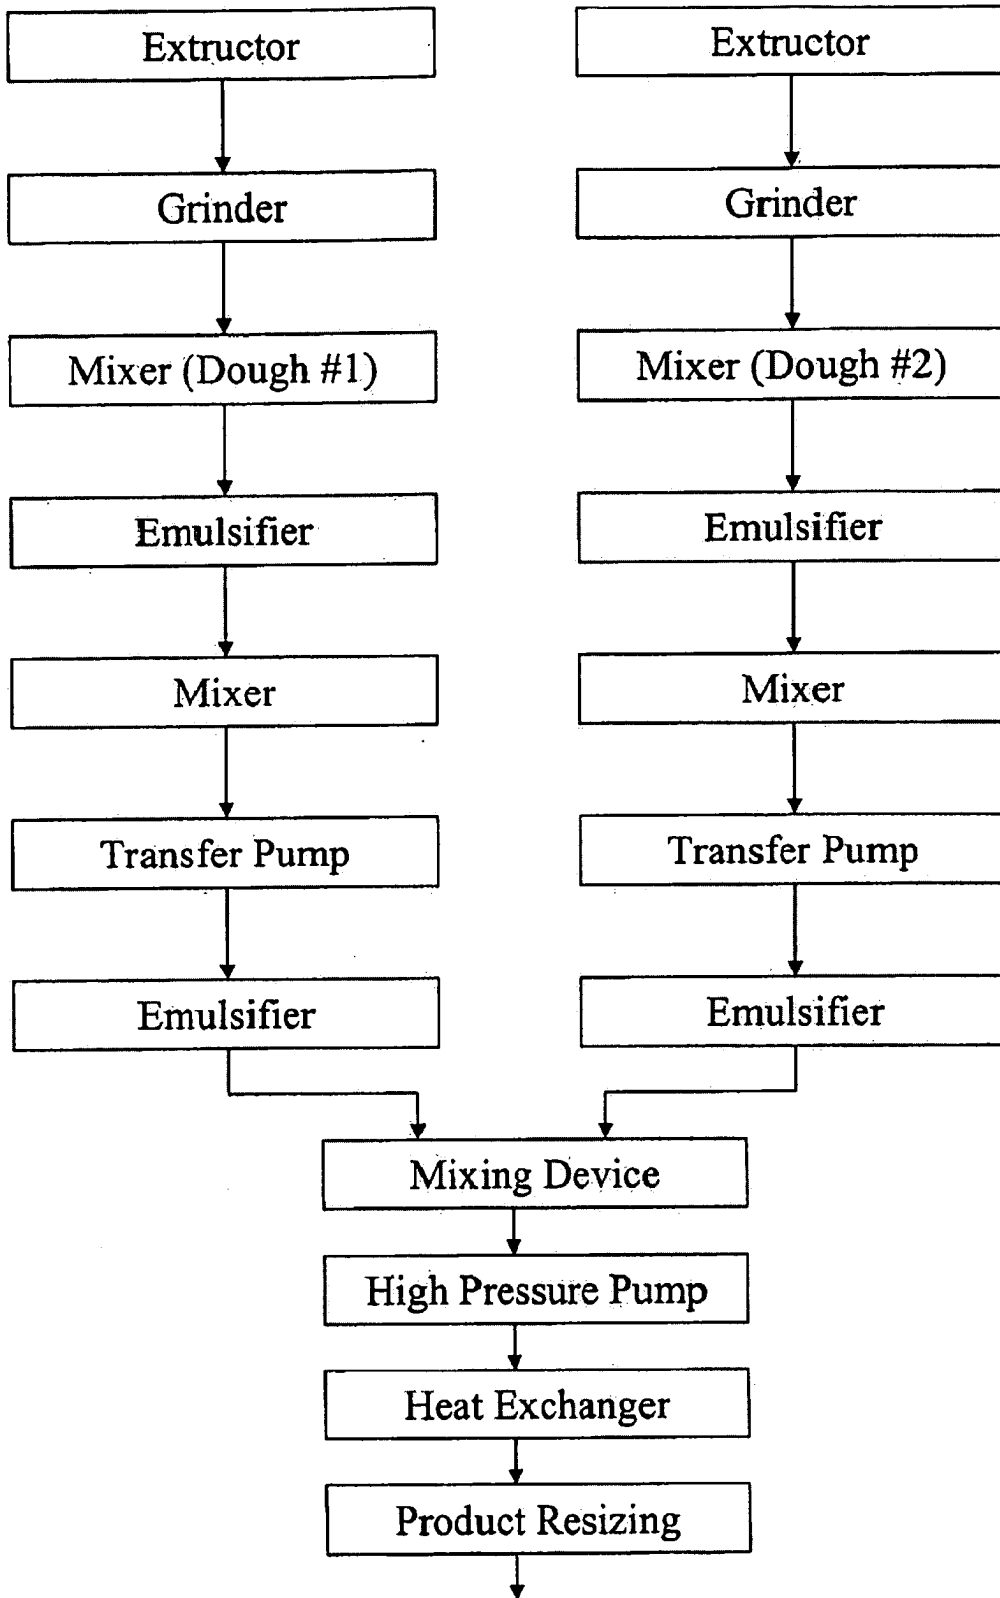 Extructor
Extructor
Grinder
Grinder
Mixer (Dough #1)
Mixer (Dough #2)
Emulsifier
Emulsifier
Mixer
Mixer
Transfer Pump
Transfer Pump
Emulsifier
Emulsifier
Mixing Device
High Pressure Pump
Heat Exchanger
Product Resizing